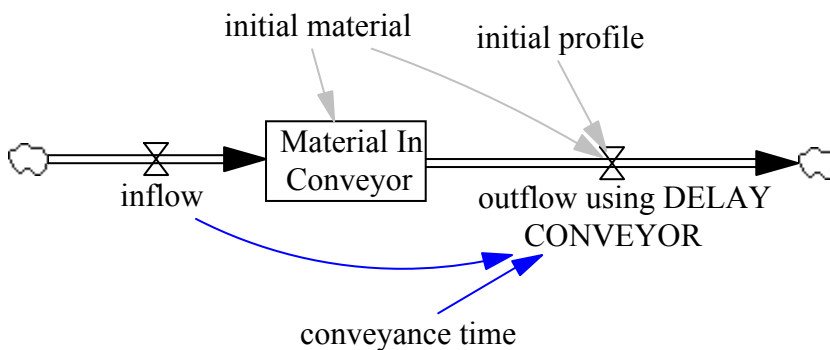 initial material
initial profile
Material In
Conveyor
inflow
outflow using DELAY
CONVEYOR
conveyance time